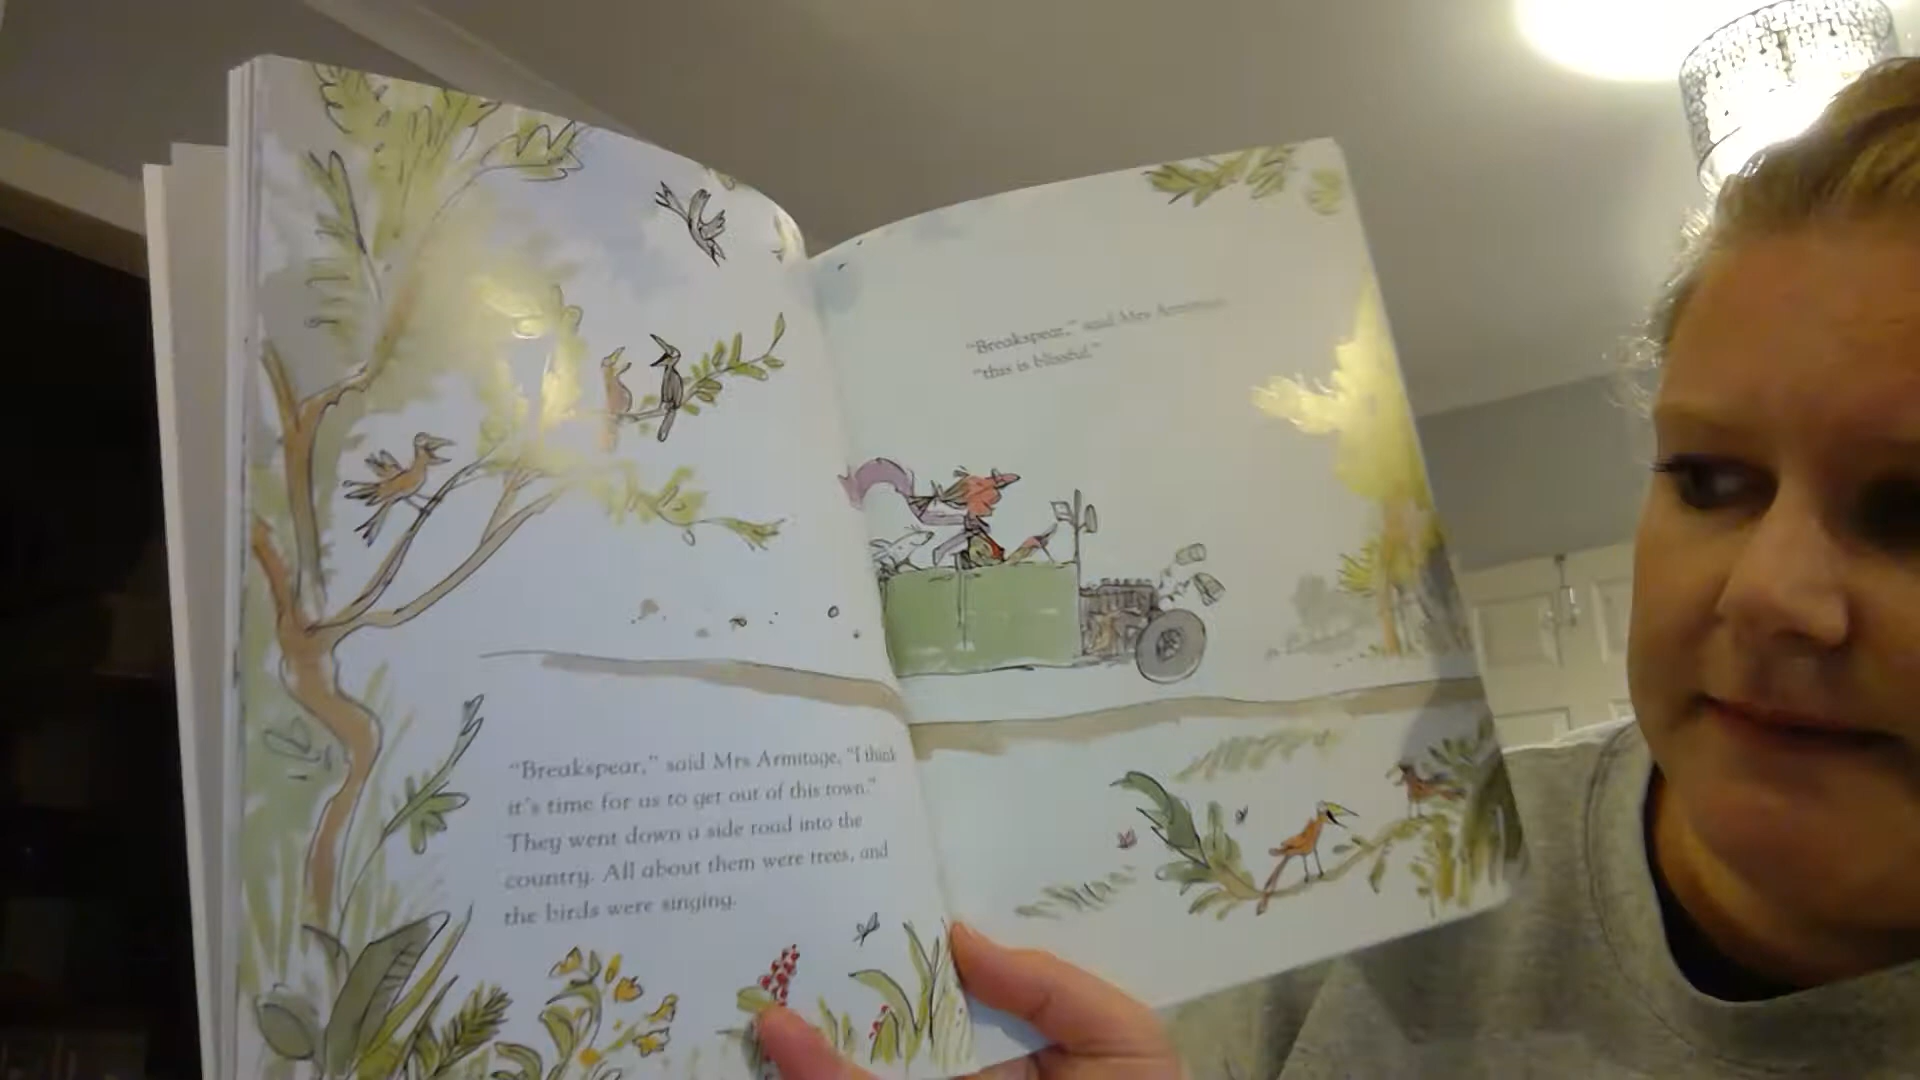 "Breakspear," said Mrs Armitage, "I think
it's time for us to get out of this town."
They went down a side road into the
country. All about them were trees, and
the birds were singing.
"Breakspear," said Mrs Armitage,
"this is blissful."